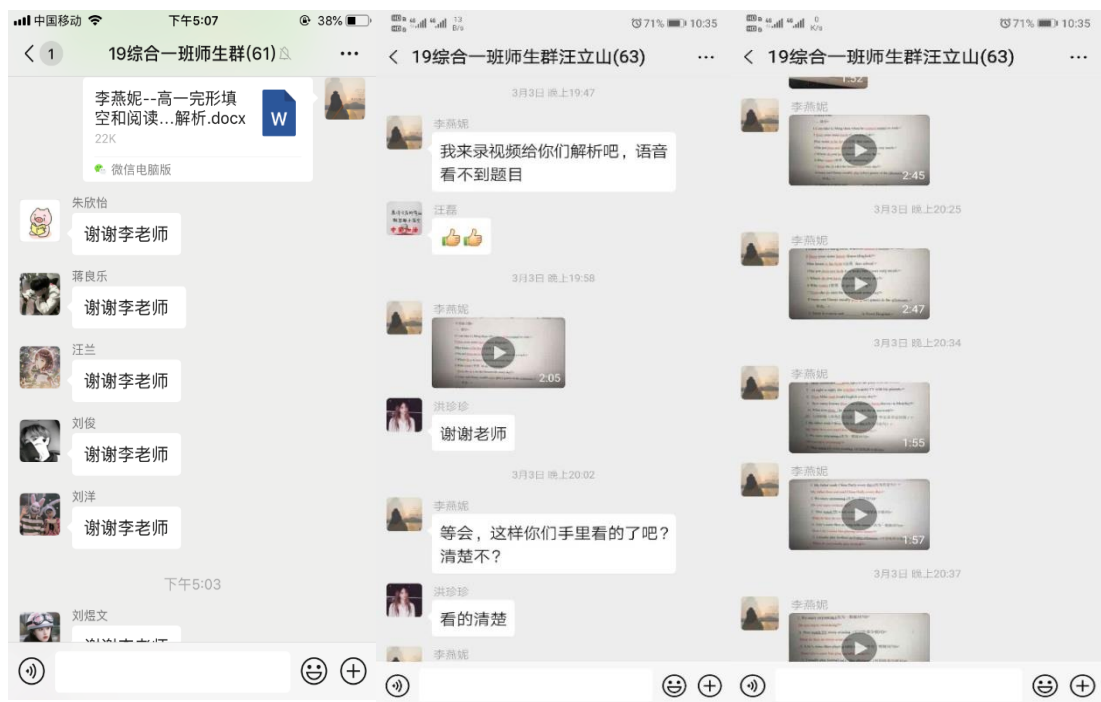 中国移动
下午5:07
38%
1
19综合一班师生群(61)
李燕妮--高一完形填
空和阅读...解析.docx
W
22K
微信电脑版
朱欣怡
谢谢李老师
蒋良乐
谢谢李老师
汪兰
谢谢李老师
刘俊
谢谢李老师
刘洋
谢谢李老师
下午5:03
刘煜文
13
B/s
71%
10:35
19综合一班师生群汪立山(63)
3月3日 晚上19:47
李燕妮
我来录视频给你们解析吧，语音
看不到题目
汪磊
3月3日 晚上19:58
李燕妮
2:05
洪珍珍
谢谢老师
3月3日 晚上20:02
李燕妮
等会，这样你们手里看的了吧？
清楚不？
洪珍珍
看的清楚
李燕妮
0
K/s
71%
10:35
19综合一班师生群汪立山(63)
1:52
李燕妮
2:45
3月3日 晚上20:25
李燕妮
2:47
3月3日 晚上20:34
李燕妮
1:55
李燕妮
1:57
3月3日 晚上20:37
李燕妮